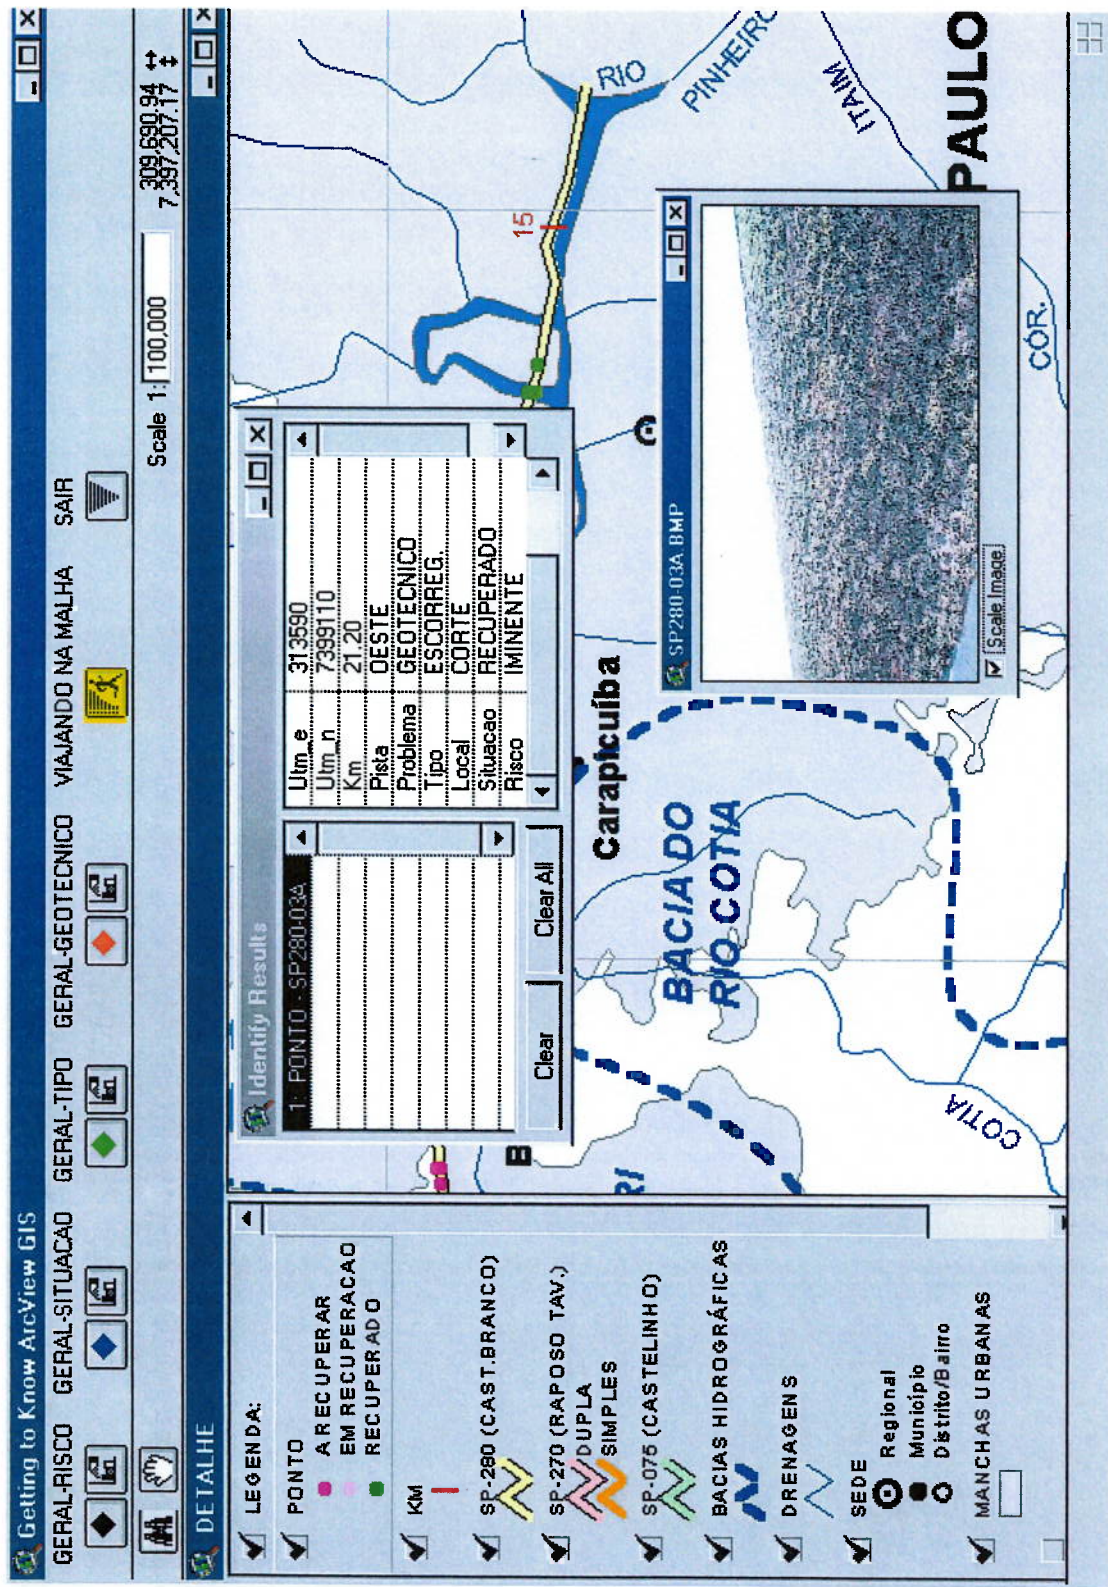 Getting to Know ArcView GIS
GERAL-RISCO GERAL-SITUACAO GERAL-TIPO GERAL-GEOTECNICO VIAJANDO NA MALHA SAIR
Scale 1: 100,000
309,690.94
7,397,207.17
DETALHE
LEGENDA:
PONTO
A RECUPERAR
EM RECUPERACAO
RECUPERADO
KM
SP-280 (CAST.BRANCO)
SP-270 (RAPOSO TAV.)
DUPLA
SIMPLES
SP-075 (CASTELINHO)
BACIAS HIDROGRÁFICAS
DRENAGENS
SEDE
Regional
Município
Distrito/Bairro
MANCHAS URBANAS
Identify Results
1: PONTO - SP280-03A
Utm_e 313590
Utm_n 7399110
Km 21.20
Pista OESTE
Problema GEOTECNICO
Tipo ESCORREG.
Local CORTE
Situacao RECUPERADO
Risco IMINENTE
Clear Clear All
15
RIO
PINHEIRO
ITAIM
PAULO
CÓR.
B
RI
Carapicuíba
BACIA DO
RIO COTIA
COTIA
SP280-03A.BMP
Scale Image